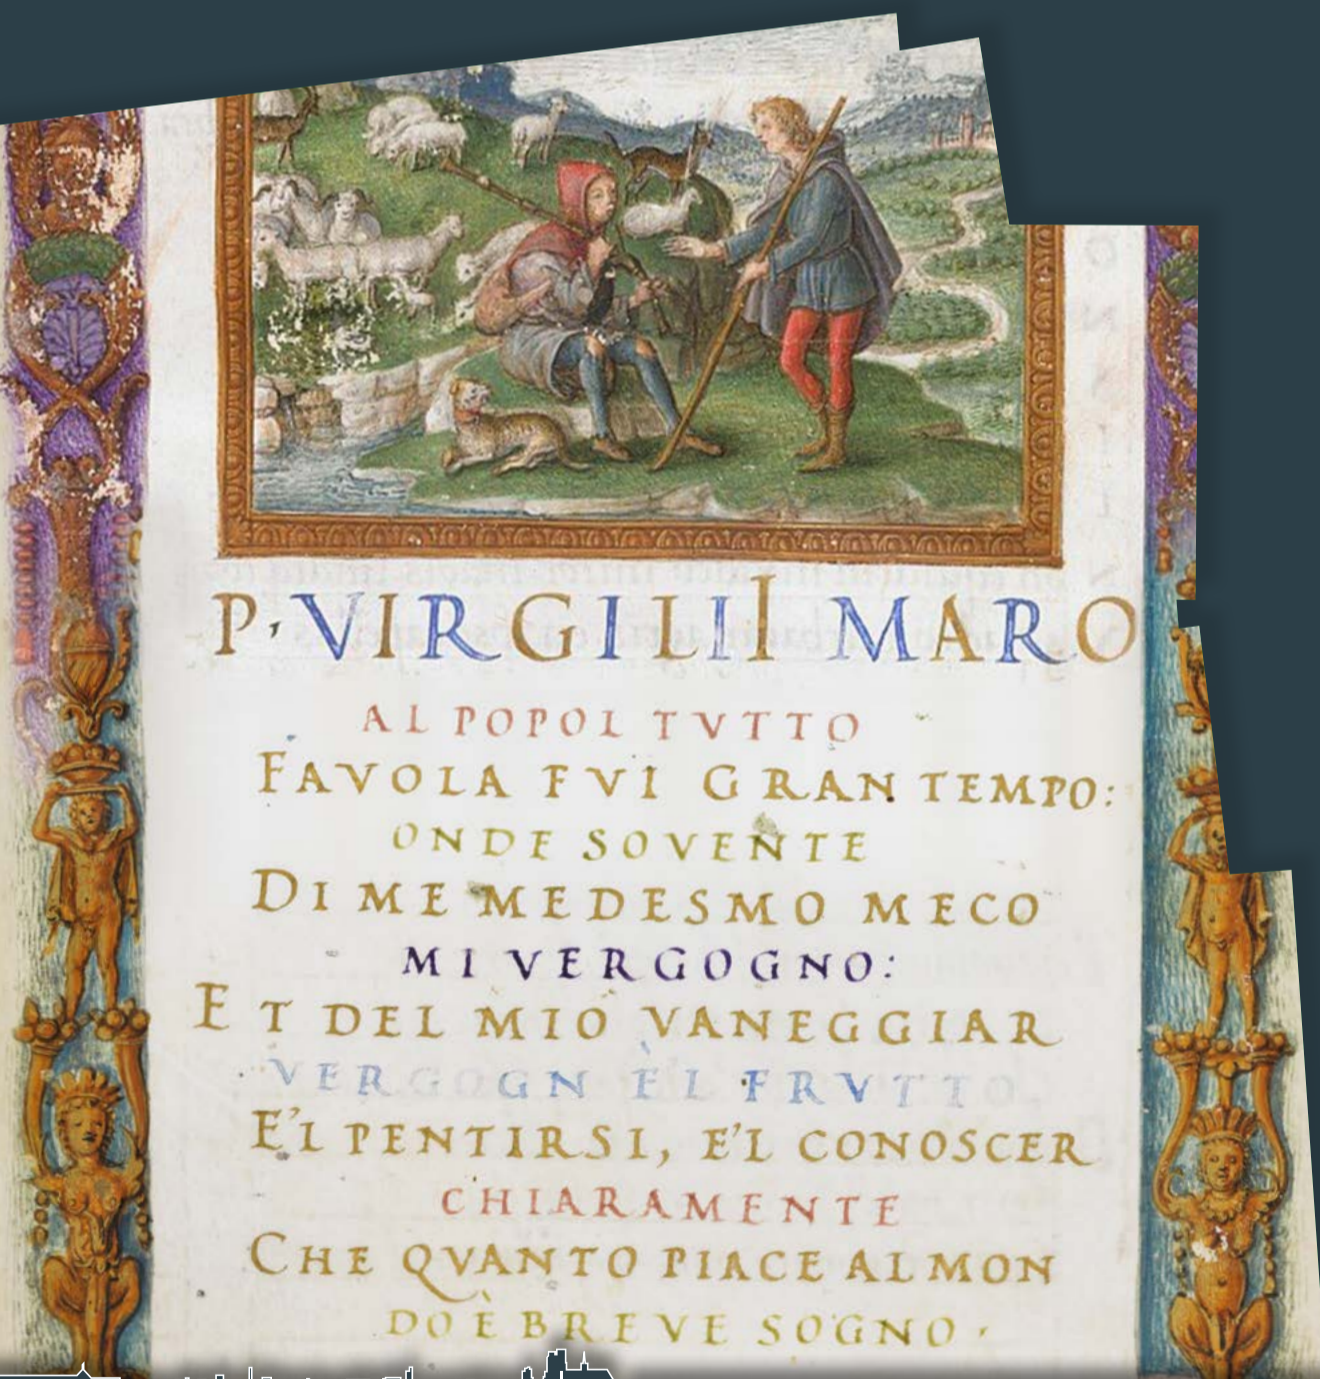 P. VIRGILII MARO
AL POPOL TVTTO
FAVOLA FVI GRAN TEMPO:
ONDE SOVENTE
DI ME MEDESMO MECO
MI VERGOGNO:
ET DEL MIO VANEGGIAR
VERGOGN È L FRVTTO.
E'L PENTIRSI, E'L CONOSCER
CHIARAMENTE
CHE QVANTO PIACE AL MON
DO È BREVE SOGNO.